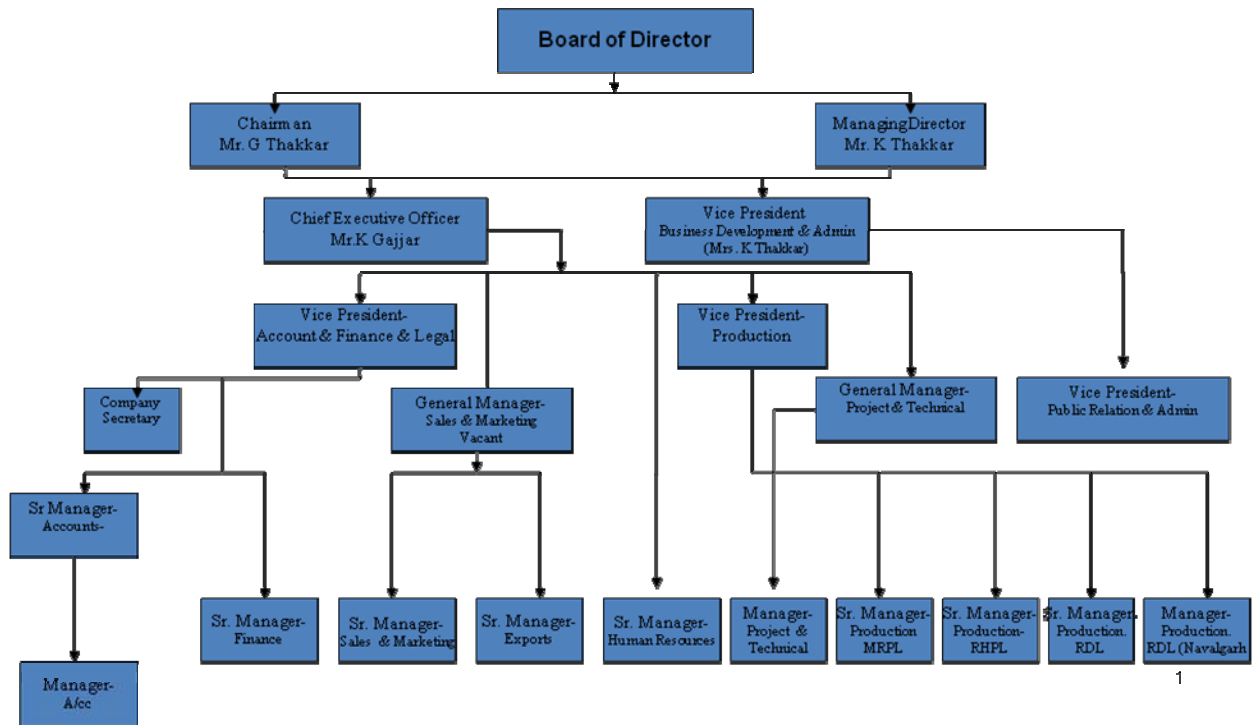 Board of Director
Chairman
Mr. G Thakkar
Managing Director
Mr. K Thakkar
Chief Executive Officer
Mr.K Gajjar
Vice President
Business Development & Admin
(Mrs. K Thakkar)
Vice President-
Account & Finance & Legal
Vice President-
Production
Company
Secretary
General Manager-
Sales & Marketing
Vacant
General Manager-
Project & Technical
Vice President-
Public Relation & Admin
Sr Manager-
Accounts-
Sr. Manager-
Finance
Sr. Manager-
Sales & Marketing
Sr. Manager-
Exports
Sr. Manager-
Human Resources
Manager-
Project &
Technical
Sr. Manager-
Production
MRPL
Sr. Manager-
Production-
RHPL
Sr. Manager-
Production.
RDL
Manager-
Production.
RDL (Navalgarh
Manager-
A/cc
1